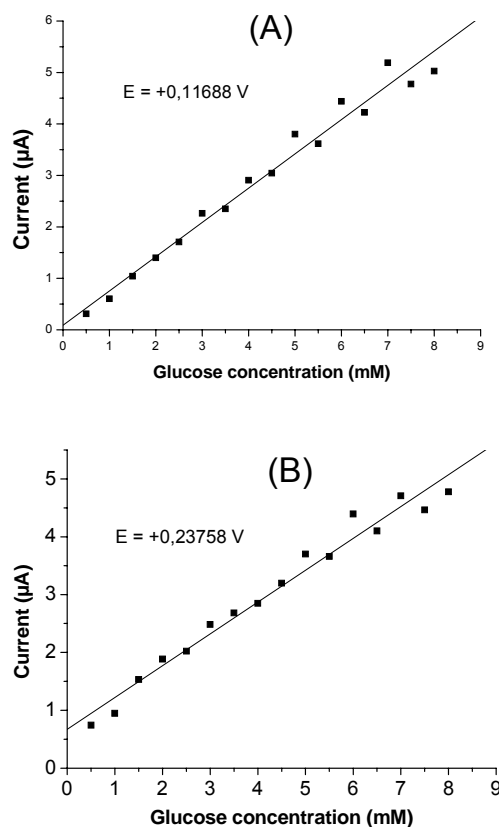 (A)
E = +0,11688 V
6
5
4
3
2
1
0
Current (µA)
0 1 2 3 4 5 6 7 8 9
Glucose concentration (mM)
(B)
E = +0,23758 V
5
4
3
2
1
0
Current (µA)
0 1 2 3 4 5 6 7 8 9
Glucose concentration (mM)